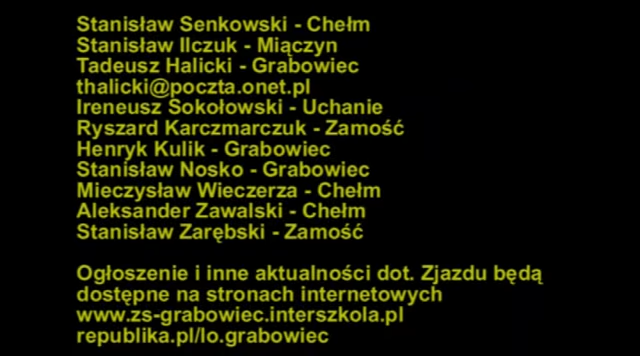 Stanisław Senkowski - Chełm
Stanisław Ilczuk - Miączyn
Tadeusz Halicki - Grabowiec
thalicki@poczta.onet.pl
Ireneusz Sokołowski - Uchanie
Ryszard Karczmarczuk - Zamość
Henryk Kulik - Grabowiec
Stanisław Nosko - Grabowiec
Mieczysław Wieczerza - Chełm
Aleksander Zawalski - Chełm
Stanisław Zarębski - Zamość
Ogłoszenie i inne aktualności dot. Zjazdu będą
dostępne na stronach internetowych
www.zs-grabowiec.interszkola.pl
republika.pl/lo.grabowiec